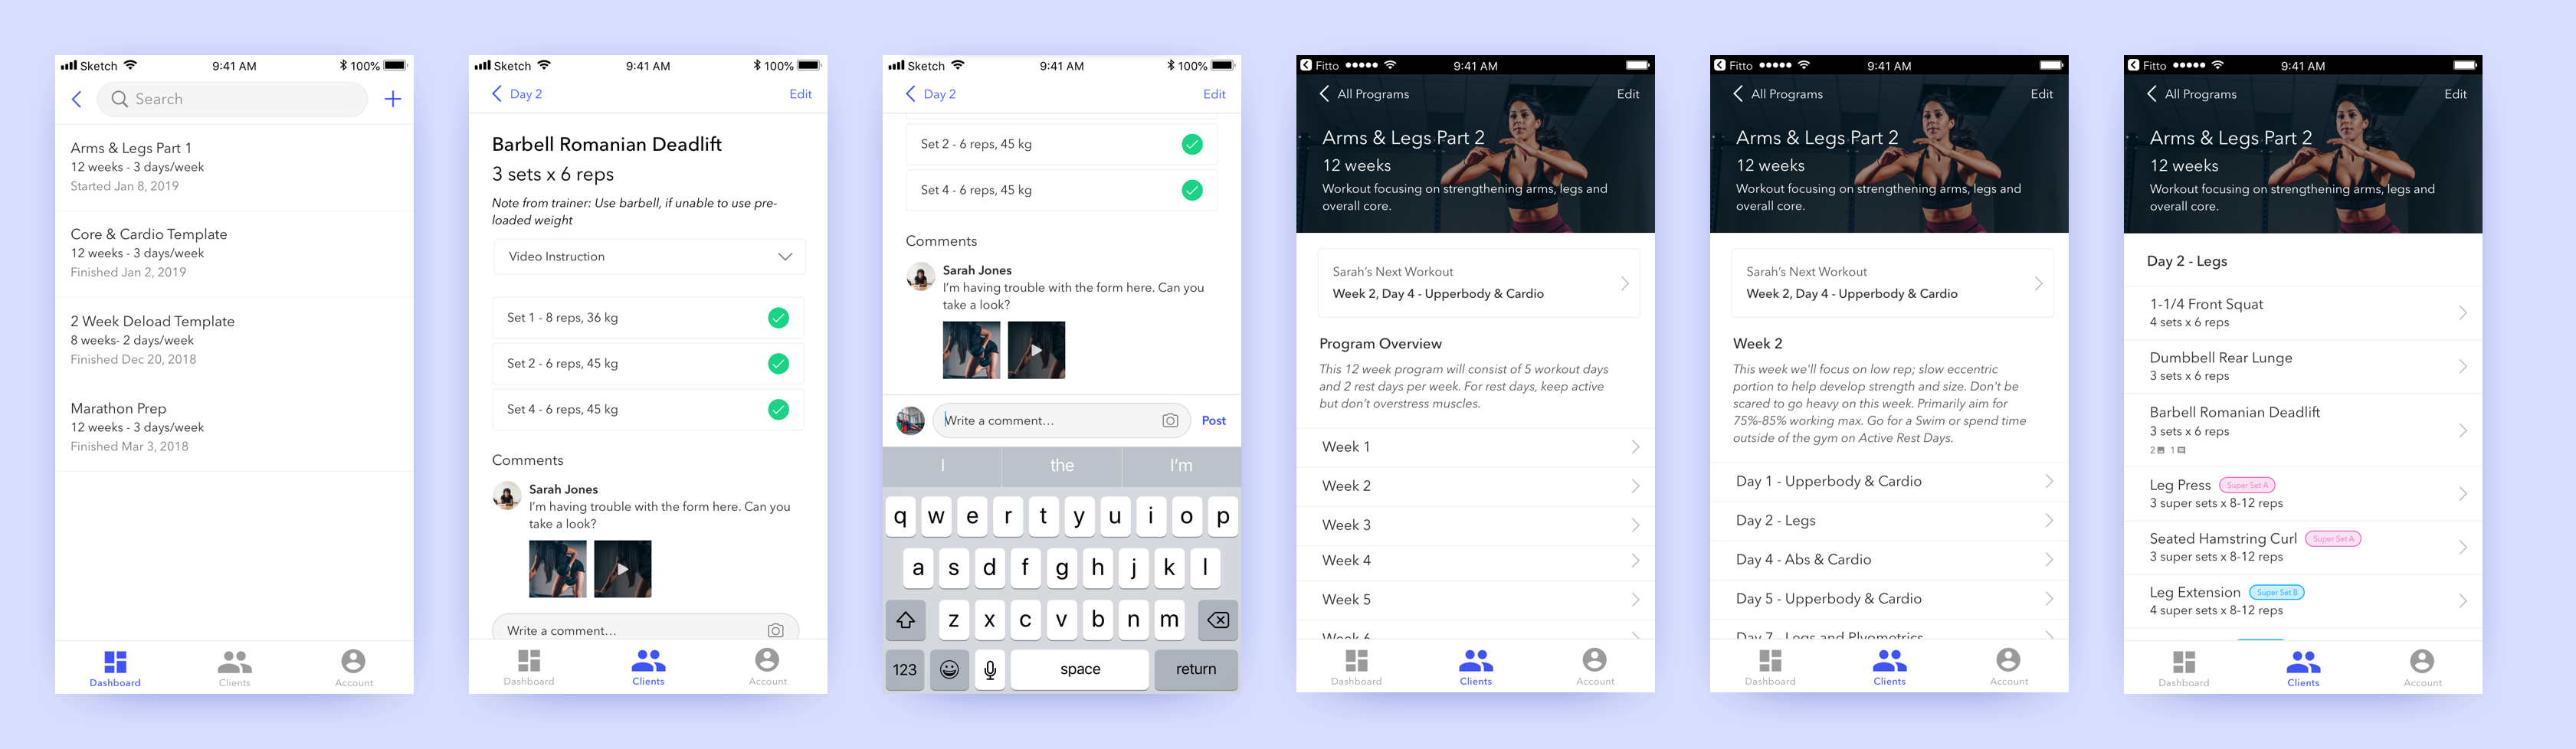 Sketch 9:41 AM 100%
Search
Arms & Legs Part 1
12 weeks - 3 days/week
Started Jan 8, 2019
Core & Cardio Template
12 weeks - 3 days/week
Finished Jan 2, 2019
2 Week Deload Template
8 weeks- 2 days/week
Finished Dec 20, 2018
Marathon Prep
12 weeks - 3 days/week
Finished Mar 3, 2018
Dashboard Clients Account
Sketch 9:41 AM 100%
Day 2 Edit
Barbell Romanian Deadlift
3 sets x 6 reps
Note from trainer: Use barbell, if unable to use pre-
loaded weight
Video Instruction
Set 1 - 8 reps, 36 kg
Set 2 - 6 reps, 45 kg
Set 4 - 6 reps, 45 kg
Comments
Sarah Jones
I'm having trouble with the form here. Can you
take a look?
Write a comment...
Dashboard Clients Account
Sketch 9:41 AM 100%
Day 2 Edit
Set 2 - 6 reps, 45 kg
Set 4 - 6 reps, 45 kg
Comments
Sarah Jones
I'm having trouble with the form here. Can you
take a look?
Write a comment... Post
I the I'm
q w e r t y u i o p
a s d f g h j k l
z x c v b n m
123 space return
Fitto 9:41 AM
All Programs Edit
Arms & Legs Part 2
12 weeks
Workout focusing on strengthening arms, legs and
overall core.
Sarah's Next Workout
Week 2, Day 4 - Upperbody & Cardio
Program Overview
This 12 week program will consist of 5 workout days
and 2 rest days per week. For rest days, keep active
but don't overstress muscles.
Week 1
Week 2
Week 3
Week 4
Week 5
Week 6
Dashboard Clients Account
Fitto 9:41 AM
All Programs Edit
Arms & Legs Part 2
12 weeks
Workout focusing on strengthening arms, legs and
overall core.
Sarah's Next Workout
Week 2, Day 4 - Upperbody & Cardio
Week 2
This week we'll focus on low rep; slow eccentric
portion to help develop strength and size. Don't be
scared to go heavy on this week. Primarily aim for
75%-85% working max. Go for a Swim or spend time
outside of the gym on Active Rest Days.
Day 1 - Upperbody & Cardio
Day 2 - Legs
Day 4 - Abs & Cardio
Day 5 - Upperbody & Cardio
Day 7 - Legs and Plyometrics
Dashboard Clients Account
Fitto 9:41 AM
All Programs Edit
Arms & Legs Part 2
12 weeks
Workout focusing on strengthening arms, legs and
overall core.
Day 2 - Legs
1-1/4 Front Squat
4 sets x 6 reps
Dumbbell Rear Lunge
3 sets x 6 reps
Barbell Romanian Deadlift
3 sets x 6 reps
2 1
Leg Press Super Set A
3 super sets x 8-12 reps
Seated Hamstring Curl Super Set A
3 super sets x 8-12 reps
Leg Extension Super Set B
4 super sets x 8-12 reps
Dashboard Clients Account